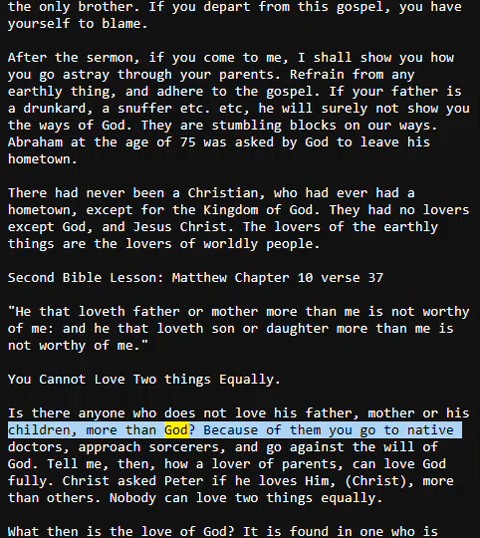 the only brother. If you depart from this gospel, you have
yourself to blame.
After the sermon, if you come to me, I shall show you how
you go astray through your parents. Refrain from any
earthly thing, and adhere to the gospel. If your father is
a drunkard, a snuffer etc. etc, he will surely not show you
the ways of God. They are stumbling blocks on our ways.
Abraham at the age of 75 was asked by God to leave his
hometown.
There had never been a Christian, who had ever had a
hometown, except for the Kingdom of God. They had no lovers
except God, and Jesus Christ. The lovers of the earthly
things are the lovers of worldly people.
Second Bible Lesson: Matthew Chapter 10 verse 37
"He that loveth father or mother more than me is not worthy
of me: and he that loveth son or daughter more than me is
not worthy of me."
You Cannot Love Two things Equally.
Is there anyone who does not love his father, mother or his
children, more than God? Because of them you go to native
doctors, approach sorcerers, and go against the will of
God. Tell me, then, how a lover of parents, can love God
fully. Christ asked Peter if he loves Him, (Christ), more
than others. Nobody can love two things equally.
What then is the love of God? It is found in one who is